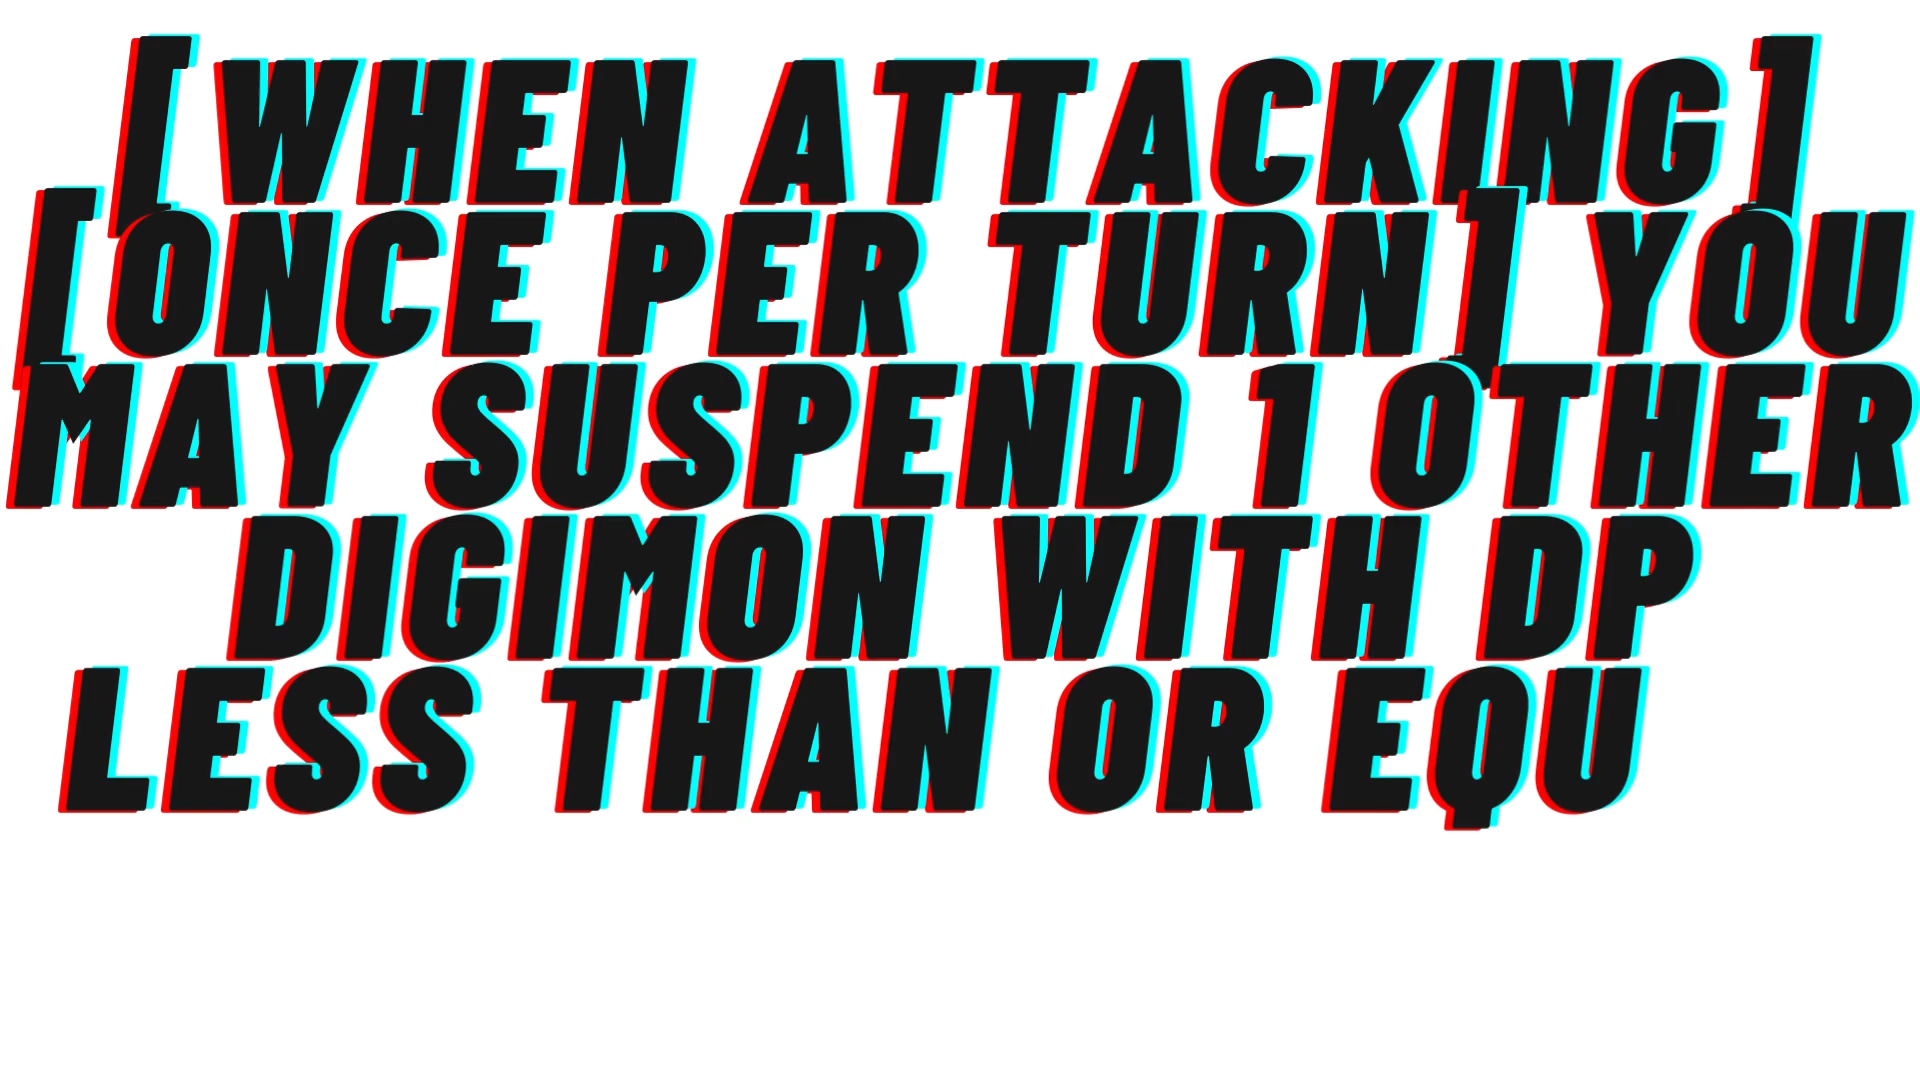 [WHEN ATTACKING]
[ONCE PER TURN] YOU
MAY SUSPEND 1 OTHER
DIGIMON WITH DP
LESS THAN OR EQU